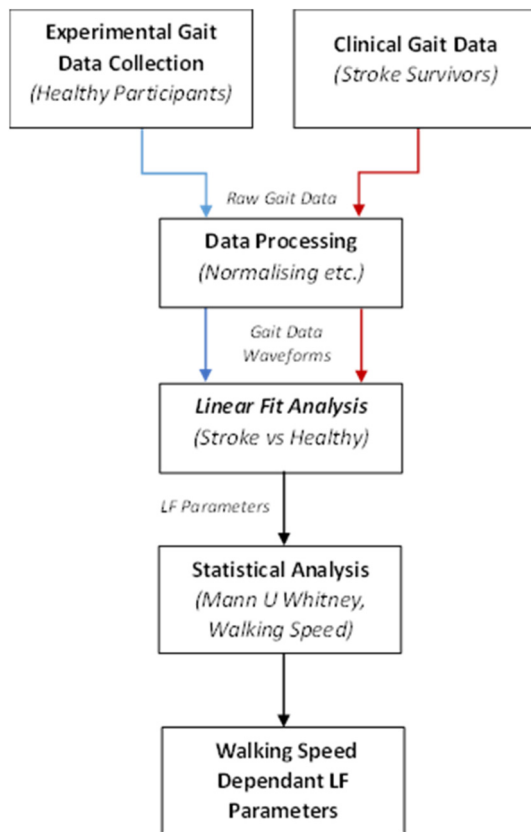 Experimental Gait
Data Collection
(Healthy Participants)
Clinical Gait Data
(Stroke Survivors)
Raw Gait Data
Data Processing
(Normalising etc.)
Gait Data
Waveforms
Linear Fit Analysis
(Stroke vs Healthy)
LF Parameters
Statistical Analysis
(Mann U Whitney,
Walking Speed)
Walking Speed
Dependant LF
Parameters